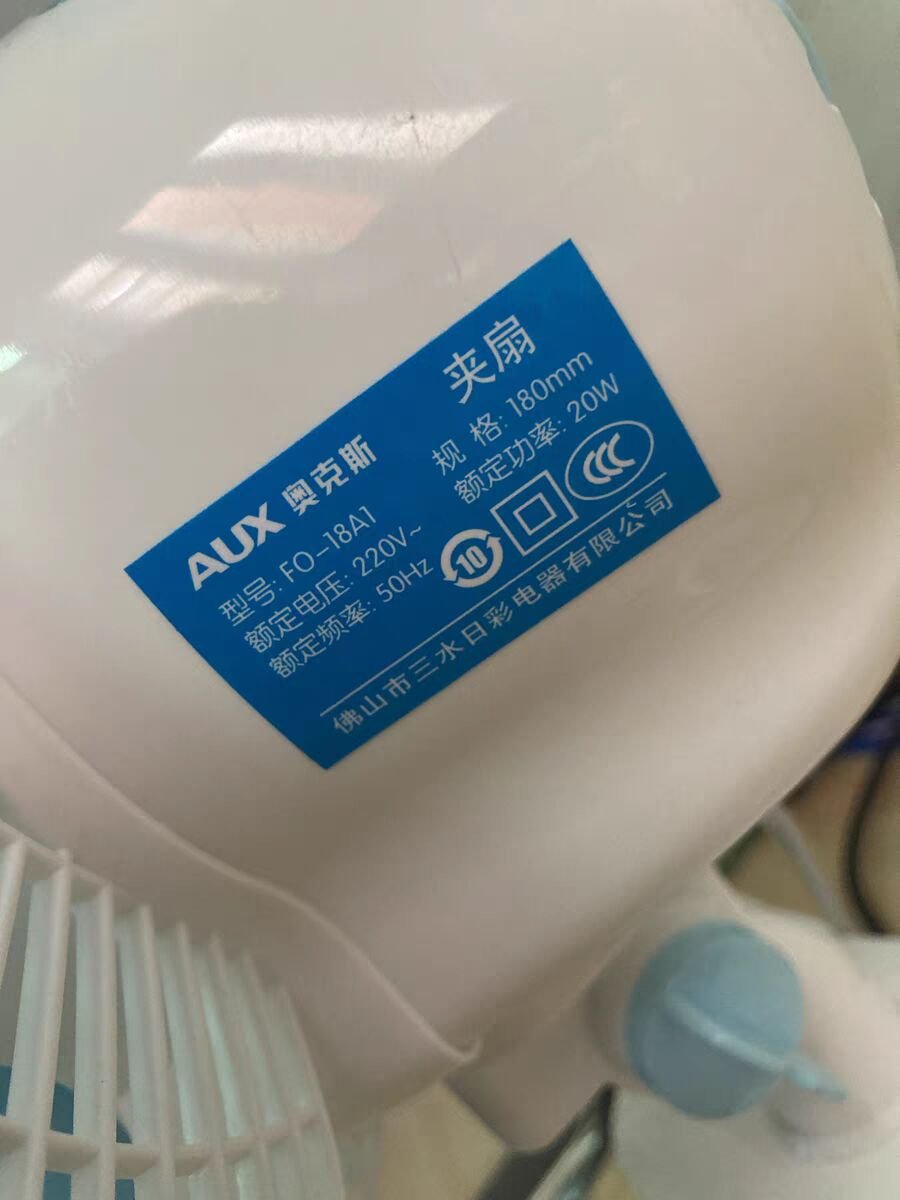 夹扇
AUX 奥克斯
型号: FO-18A1
规 格: 180mm
额定电压: 220V~
额定功率: 20W
额定频率: 50Hz
10
CCC
佛山市三水日彩电器有限公司